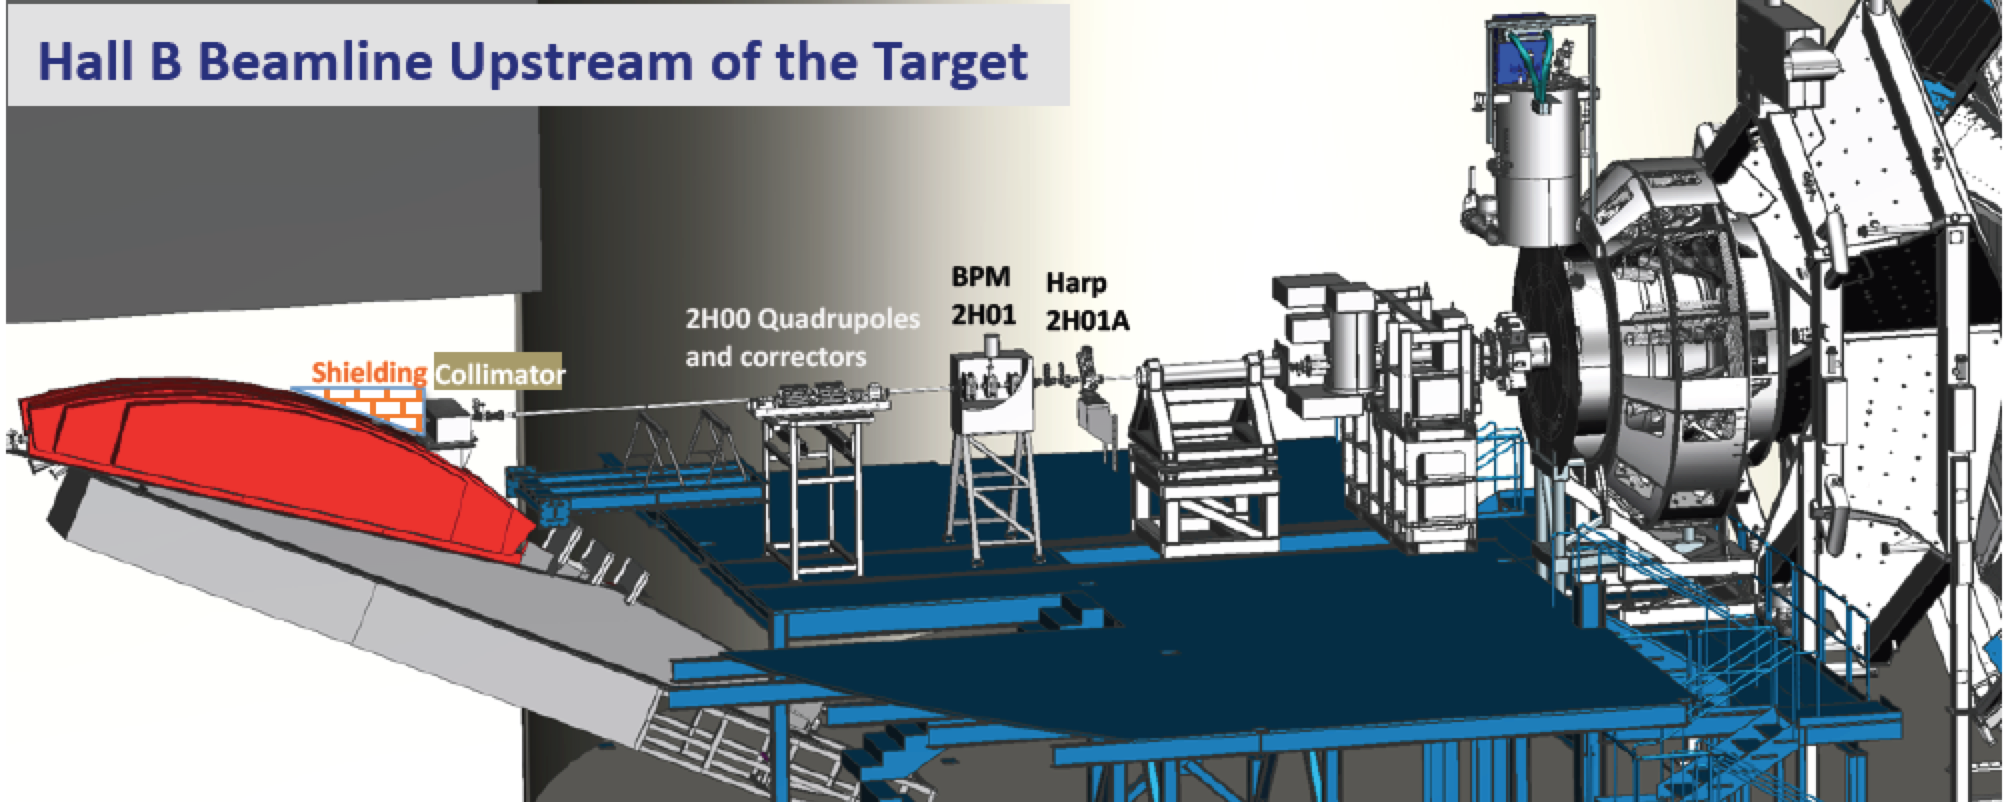 Hall B Beamline Upstream of the Target
BPM
2H01
Harp
2H01A
2H00 Quadrupoles
and correctors
Shielding
Collimator